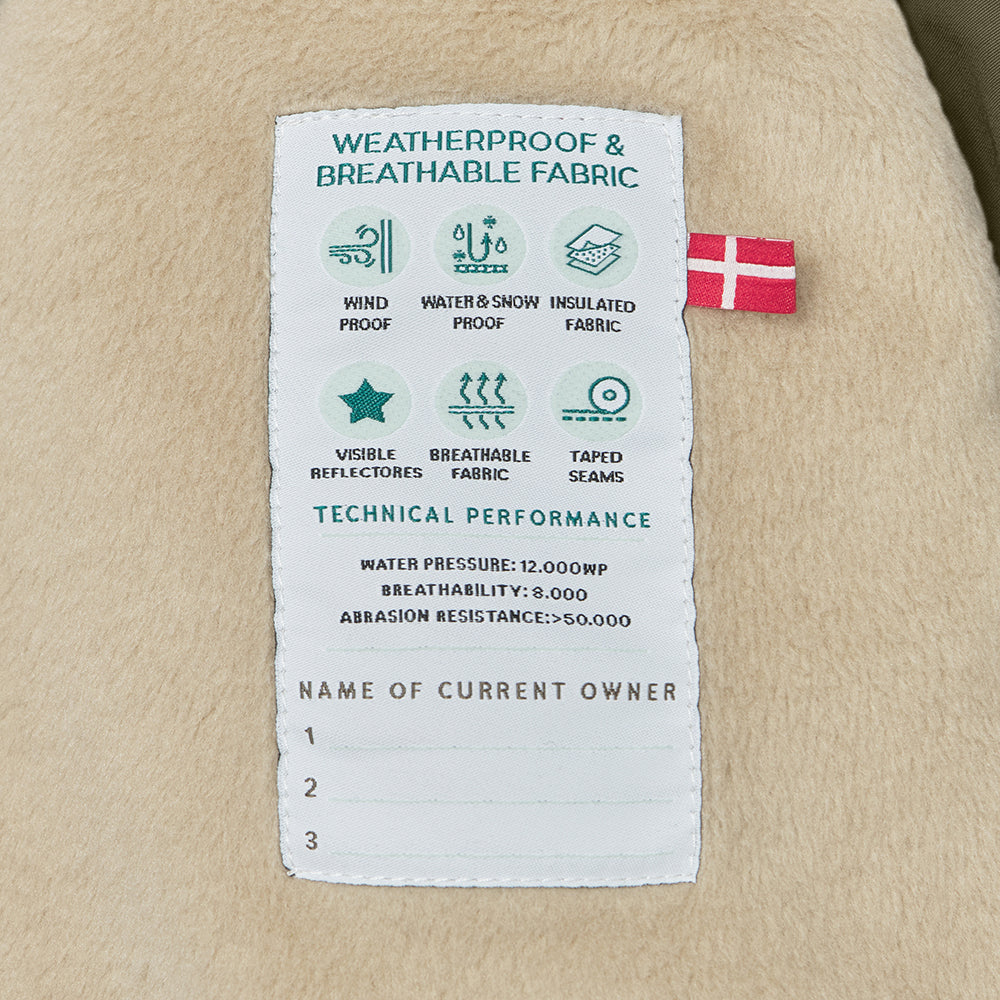 WEATHERPROOF &
BREATHABLE FABRIC
WIND
PROOF
WATER & SNOW
PROOF
INSULATED
FABRIC
VISIBLE
REFLECTORES
BREATHABLE
FABRIC
TAPED
SEAMS
TECHNICAL PERFORMANCE
WATER PRESSURE: 12.000WP
BREATHABILITY: 8.000
ABRASION RESISTANCE:>50.000
NAME OF CURRENT OWNER
1
2
3